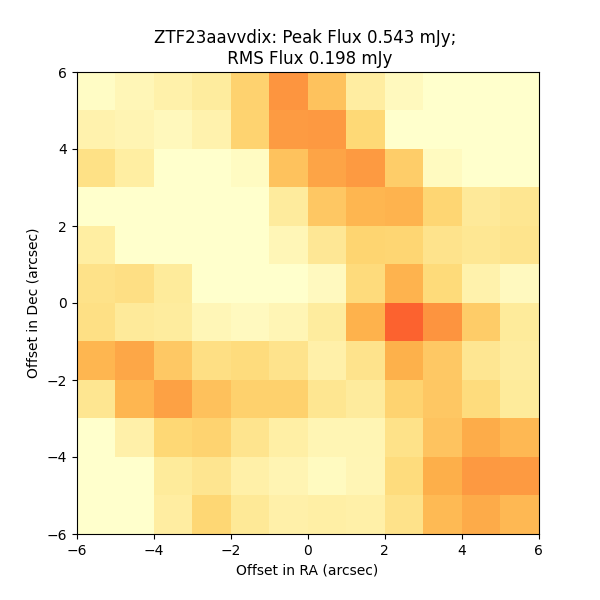 ZTF23aavvdix: Peak Flux 0.543 mJy;
RMS Flux 0.198 mJy
6
4
2
0
−2
−4
−6
Offset in Dec (arcsec)
−6 −4 −2 0 2 4 6
Offset in RA (arcsec)